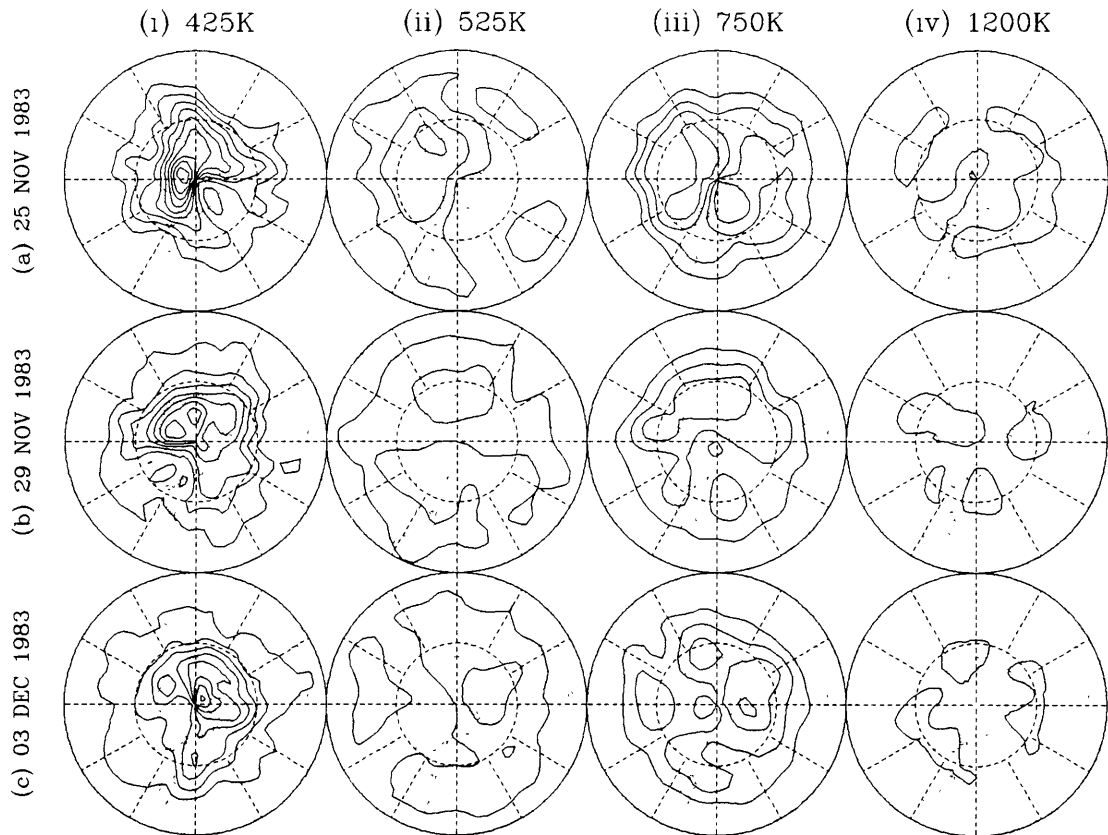 (i) 425K (ii) 525K (iii) 750K (iv) 1200K
(a) 25 NOV 1983
(b) 29 NOV 1983
(c) 03 DEC 1983